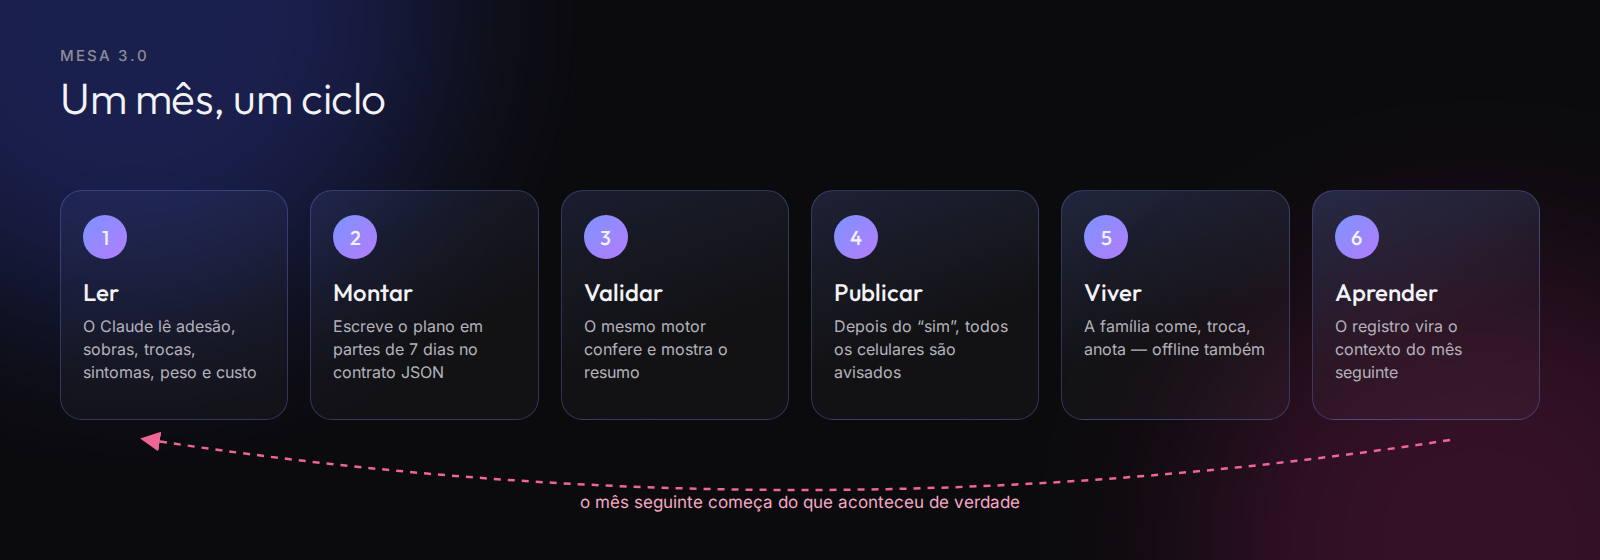 MESA 3.0
Um mês, um ciclo
1
Ler
O Claude lê adesão,
sobras, trocas,
sintomas, peso e custo
2
Montar
Escreve o plano em
partes de 7 dias no
contrato JSON
3
Validar
O mesmo motor
confere e mostra o
resumo
4
Publicar
Depois do “sim”, todos
os celulares são
avisados
5
Viver
A família come, troca,
anota — offline também
6
Aprender
O registro vira o
contexto do mês
seguinte
o mês seguinte começa do que aconteceu de verdade